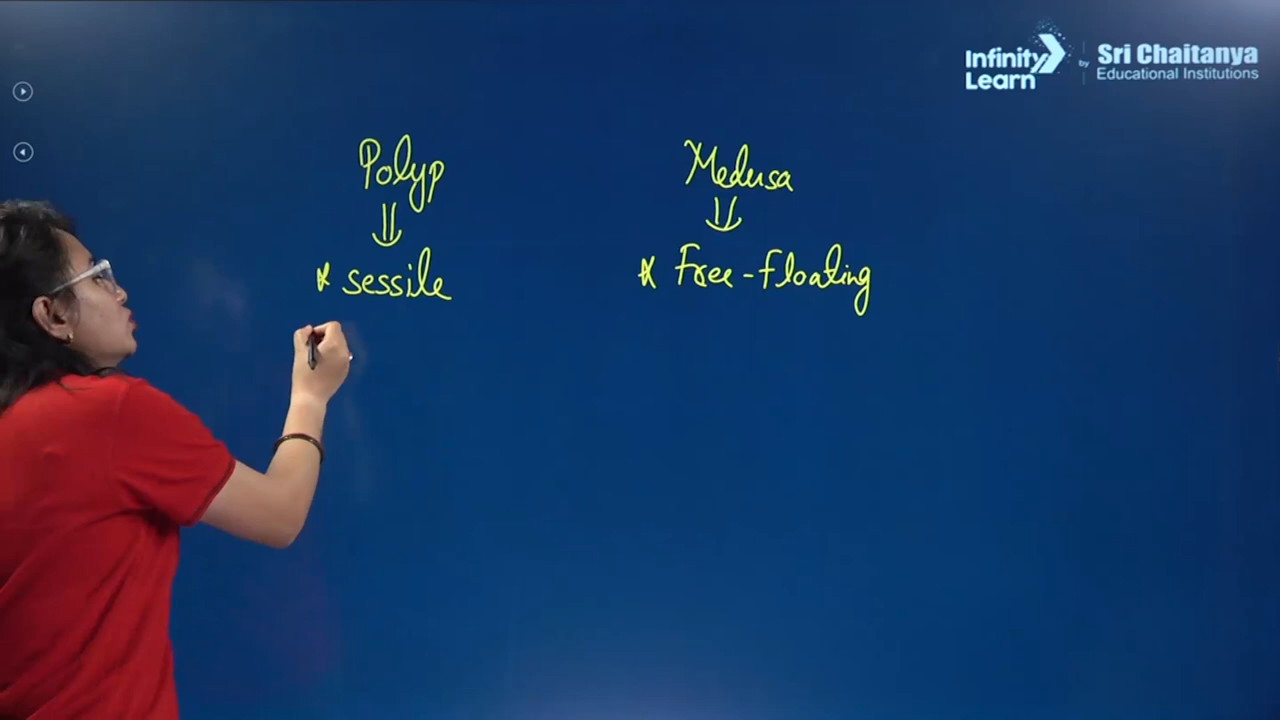 Infinity Learn by Sri Chaitanya Educational Institutions
Polyp Medusa
* sessile * Free-floating